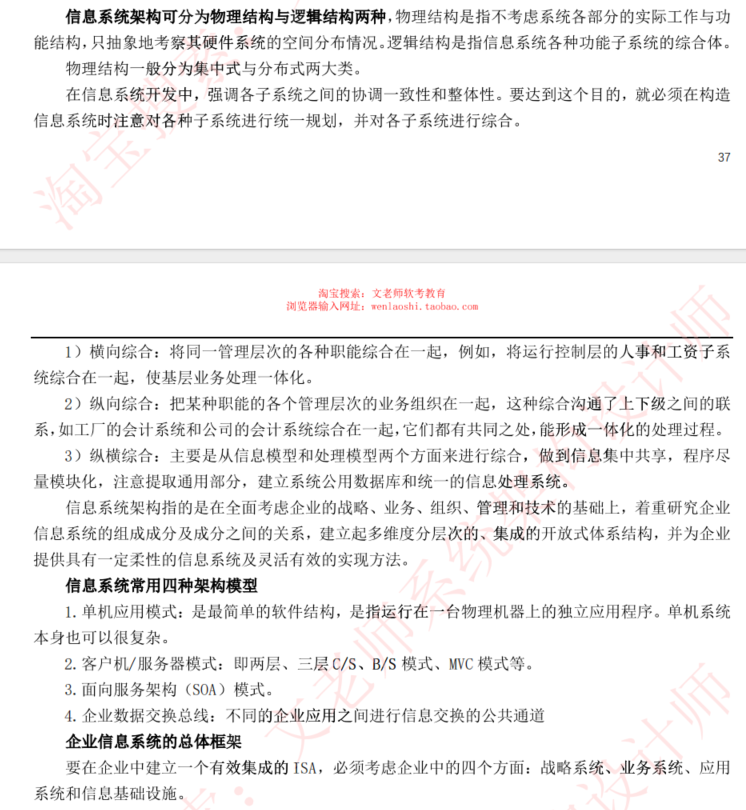 信息系统架构可分为物理结构与逻辑结构两种，物理结构是指不考虑系统各部分的实际工作与功
能结构，只抽象地考察其硬件系统的空间分布情况。逻辑结构是指信息系统各种功能子系统的综合体。
物理结构一般分为集中式与分布式两大类。
在信息系统开发中，强调各子系统之间的协调一致性和整体性。要达到这个目的，就必须在构造
信息系统时注意对各种子系统进行统一规划，并对各子系统进行综合。
37
淘宝搜索：
淘宝搜索：文老师软考教育
浏览器输入网址：wenlaoshi.taobao.com
1）横向综合：将同一管理层次的各种职能综合在一起，例如，将运行控制层的人事和工资子系
统综合在一起，使基层业务处理一体化。
2）纵向综合：把某种职能的各个管理层次的业务组织在一起，这种综合沟通了上下级之间的联
系，如工厂的会计系统和公司的会计系统综合在一起，它们都有共同之处，能形成一体化的处理过程。
3）纵横综合：主要是从信息模型和处理模型两个方面来进行综合，做到信息集中共享，程序尽
量模块化，注意提取通用部分，建立系统公用数据库和统一的信息处理系统。
信息系统架构指的是在全面考虑企业的战略、业务、组织、管理和技术的基础上，着重研究企业
信息系统的组成成分及成分之间的关系，建立起多维度分层次的、集成的开放式体系结构，并为企业
提供具有一定柔性的信息系统及灵活有效的实现方法。
信息系统常用四种架构模型
1.单机应用模式：是最简单的软件结构，是指运行在一台物理机器上的独立应用程序。单机系统
本身也可以很复杂。
2.客户机/服务器模式：即两层、三层 C/S、B/S 模式、MVC 模式等。
3.面向服务架构（SOA）模式。
4.企业数据交换总线：不同的企业应用之间进行信息交换的公共通道
企业信息系统的总体框架
要在企业中建立一个有效集成的 ISA，必须考虑企业中的四个方面：战略系统、业务系统、应用
系统和信息基础设施。
文老师系统架构设计师
设计师